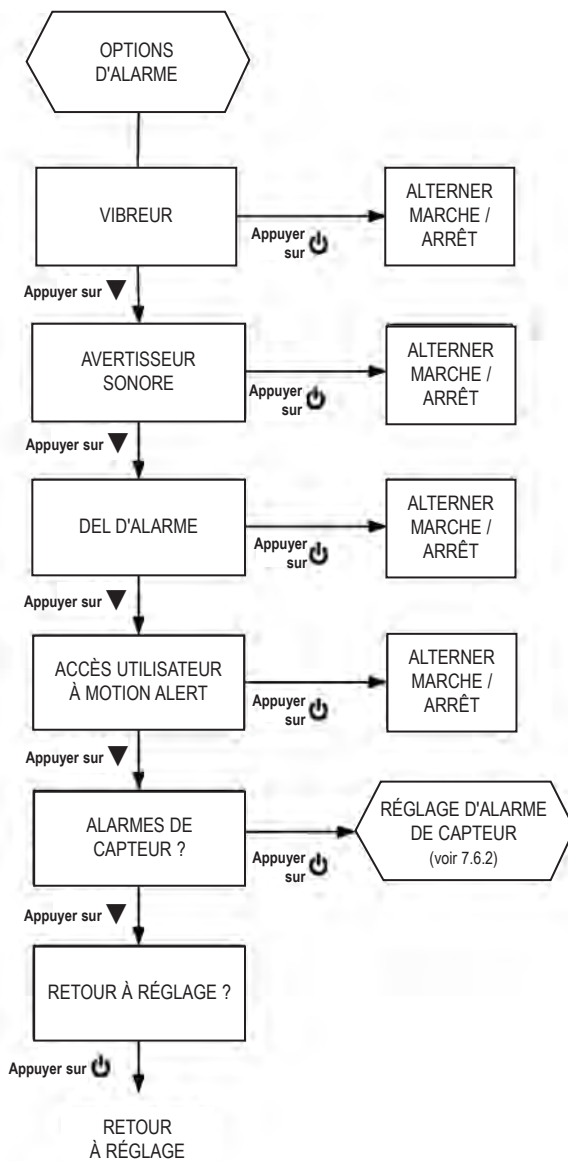 OPTIONS
D'ALARME
VIBREUR
Appuyer
sur
ALTERNER
MARCHE /
ARRÊT
Appuyer sur ▼
AVERTISSEUR
SONORE
Appuyer
sur
ALTERNER
MARCHE /
ARRÊT
Appuyer sur ▼
DEL D'ALARME
Appuyer
sur
ALTERNER
MARCHE /
ARRÊT
Appuyer sur ▼
ACCÈS UTILISATEUR
À MOTION ALERT
Appuyer
sur
ALTERNER
MARCHE /
ARRÊT
Appuyer sur ▼
ALARMES DE
CAPTEUR ?
Appuyer
sur
RÉGLAGE D'ALARME
DE CAPTEUR
(voir 7.6.2)
Appuyer sur ▼
RETOUR À RÉGLAGE ?
Appuyer sur
RETOUR
À RÉGLAGE